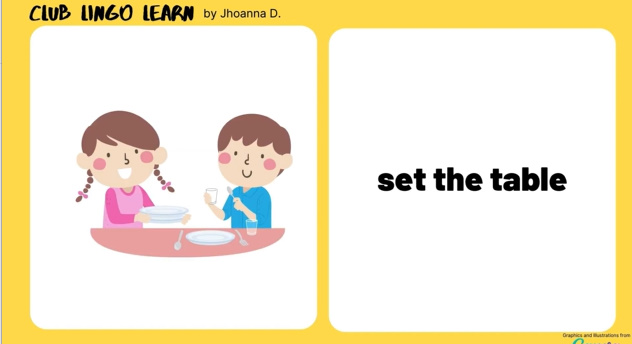 CLUB LINGO LEARN by Jhoanna D.
set the table
Graphics and Illustrations from